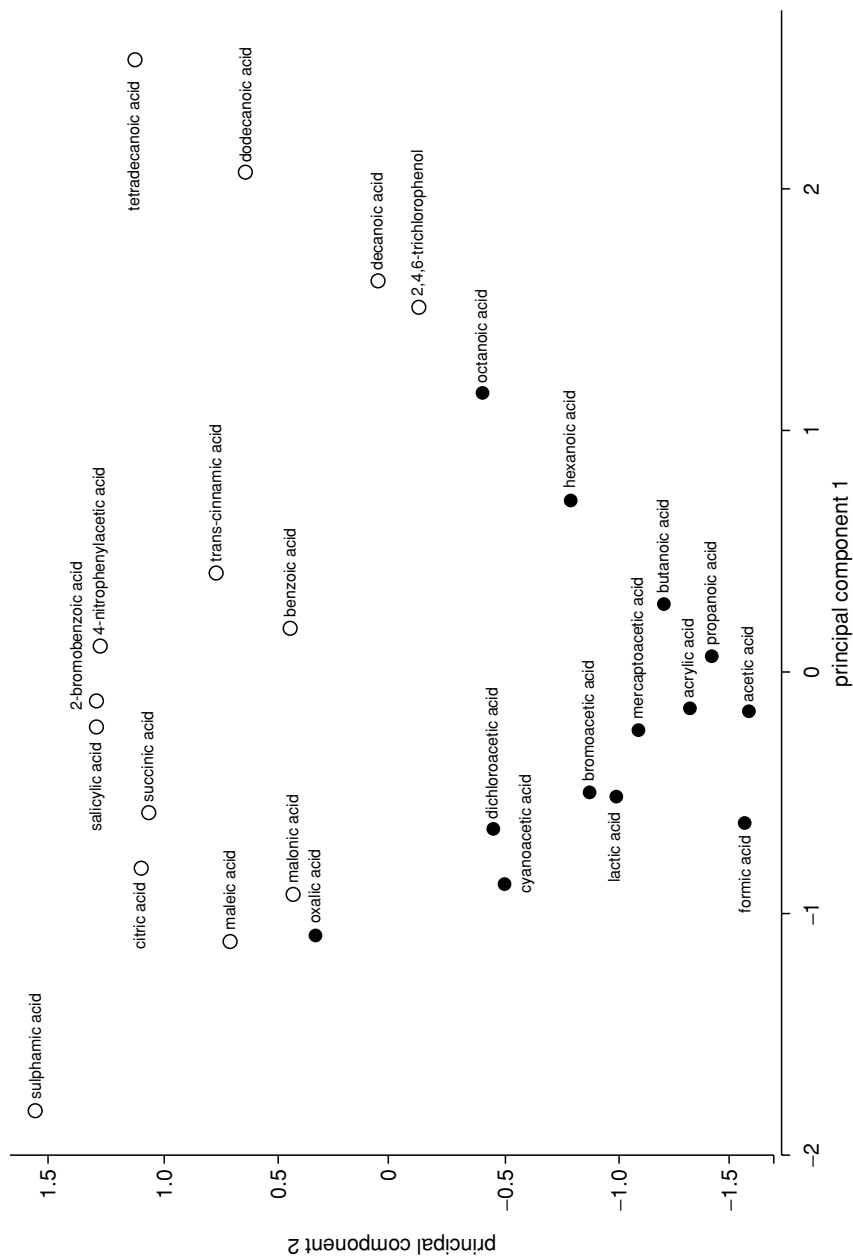 tetradecanoic acid
dodecanoic acid
decanoic acid
2,4,6-trichlorophenol
octanoic acid
hexanoic acid
trans-cinnamic acid
benzoic acid
2-bromobenzoic acid
4-nitrophenylacetic acid
salicylic acid
succinic acid
citric acid
maleic acid
malonic acid
oxalic acid
sulphamic acid
dichloroacetic acid
cyanoacetic acid
bromoacetic acid
lactic acid
mercaptoacetic acid
butanoic acid
acrylic acid
propanoic acid
acetic acid
formic acid
1.5
1.0
0.5
0
−0.5
−1.0
−1.5
principal component 2
−2
−1
0
1
2
principal component 1